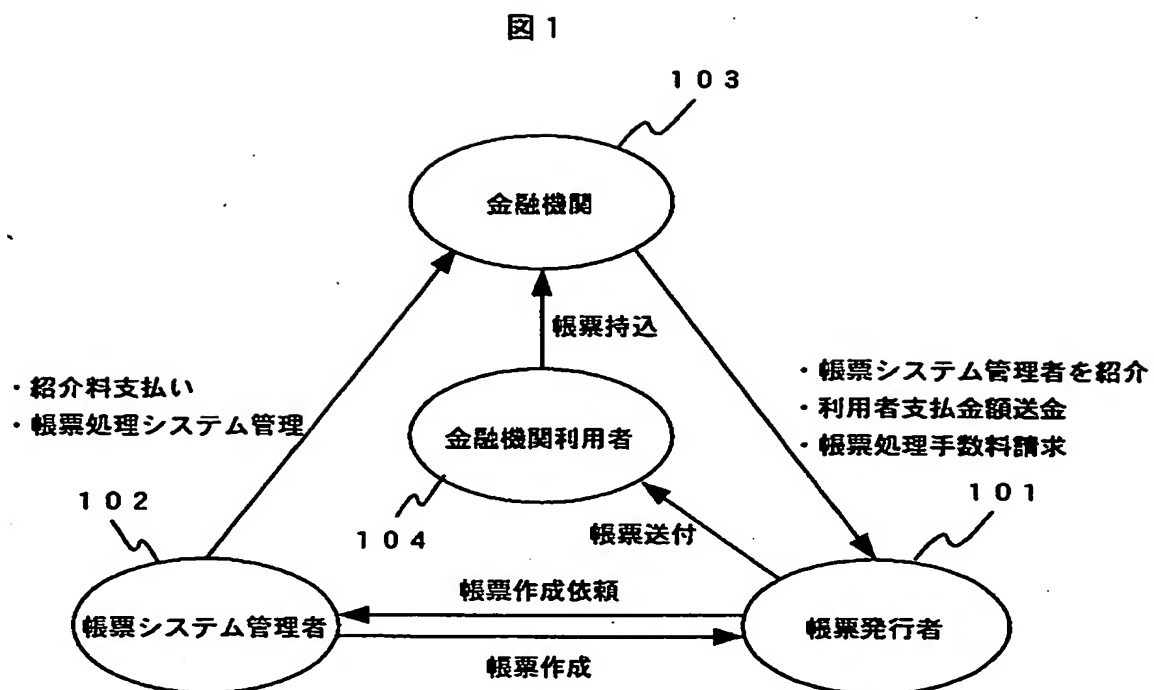 図1
103
金融機関
帳票持込
・紹介料支払い
・帳票処理システム管理
・帳票システム管理者を紹介
・利用者支払金額送金
・帳票処理手数料請求
金融機関利用者
102
104
帳票送付
101
帳票作成依頼
帳票システム管理者
帳票発行者
帳票作成